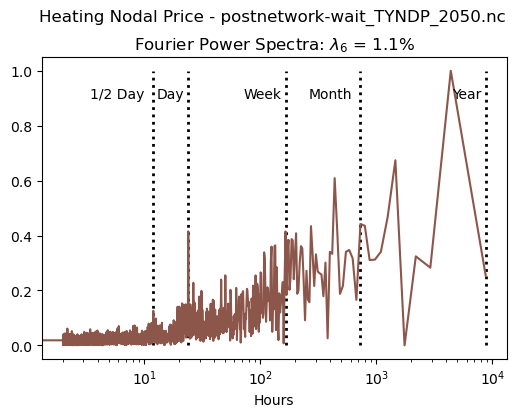 Heating Nodal Price - postnetwork-wait_TYNDP_2050.nc
Fourier Power Spectra: λ₆ = 1.1%
1.0
0.8
0.6
0.4
0.2
0.0
1/2 Day
Day
Week
Month
Year
10¹
10²
10³
10⁴
Hours